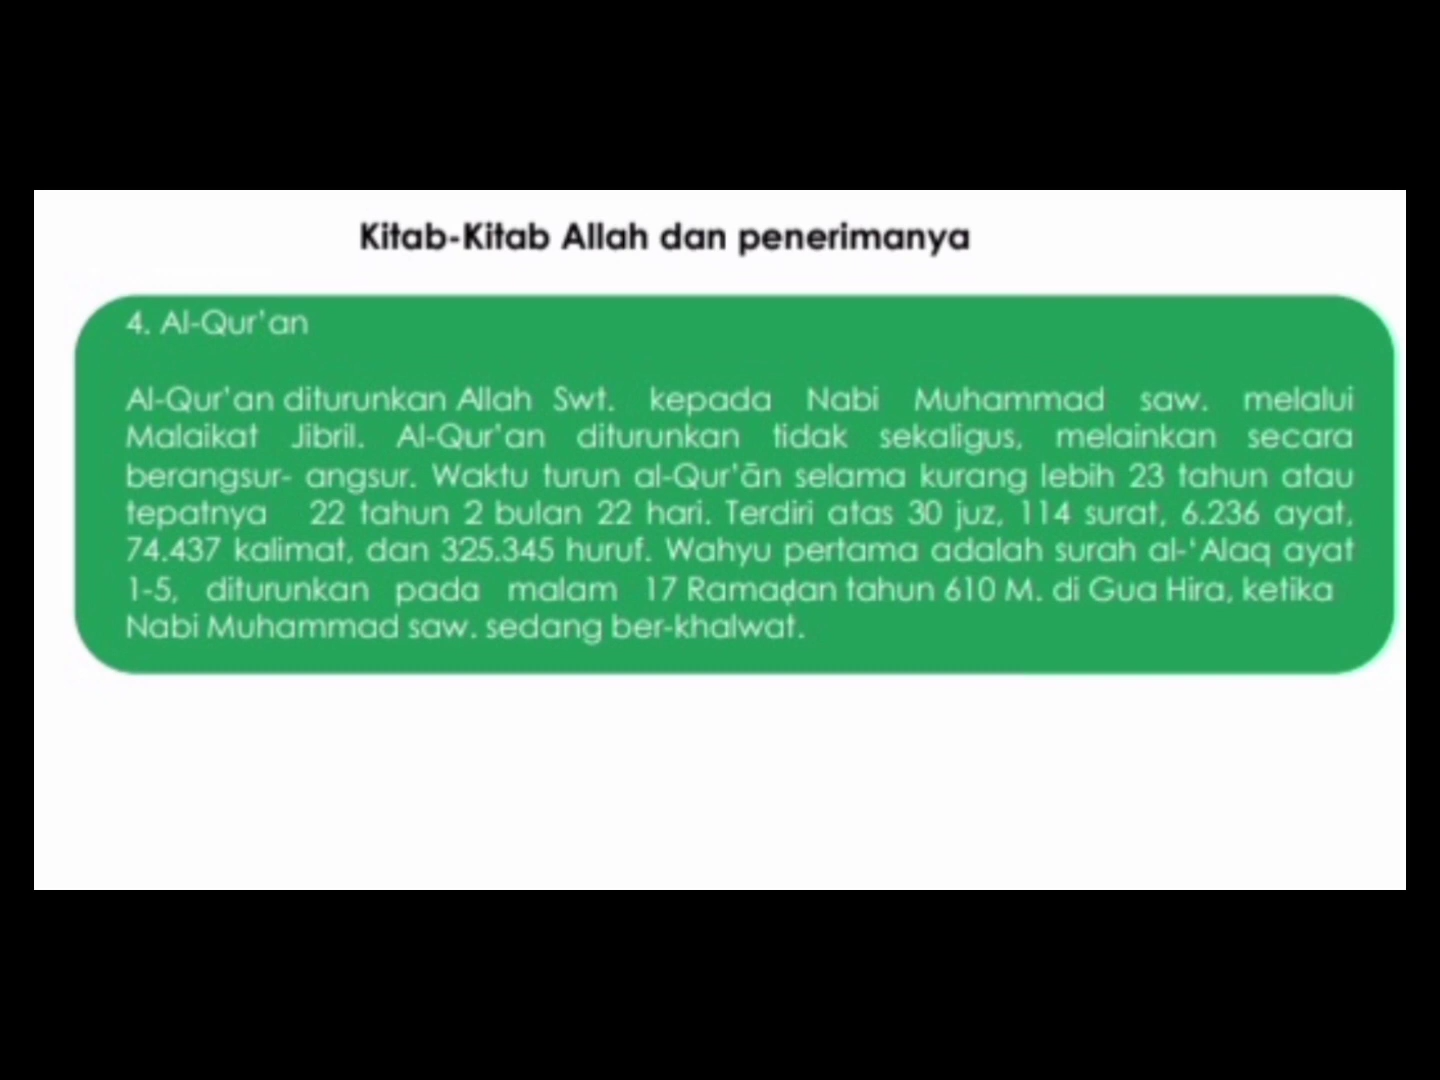 Kitab-Kitab Allah dan penerimanya
4. Al-Qur'an
Al-Qur'an diturunkan Allah Swt. kepada Nabi Muhammad saw. melalui
Malaikat Jibril. Al-Qur'an diturunkan tidak sekaligus, melainkan secara
berangsur- angsur. Waktu turun al-Qur'ān selama kurang lebih 23 tahun atau
tepatnya 22 tahun 2 bulan 22 hari. Terdiri atas 30 juz, 114 surat, 6.236 ayat,
74.437 kalimat, dan 325.345 huruf. Wahyu pertama adalah surah al-'Alaq ayat
1-5, diturunkan pada malam 17 Ramaḍan tahun 610 M. di Gua Hira, ketika
Nabi Muhammad saw. sedang ber-khalwat.